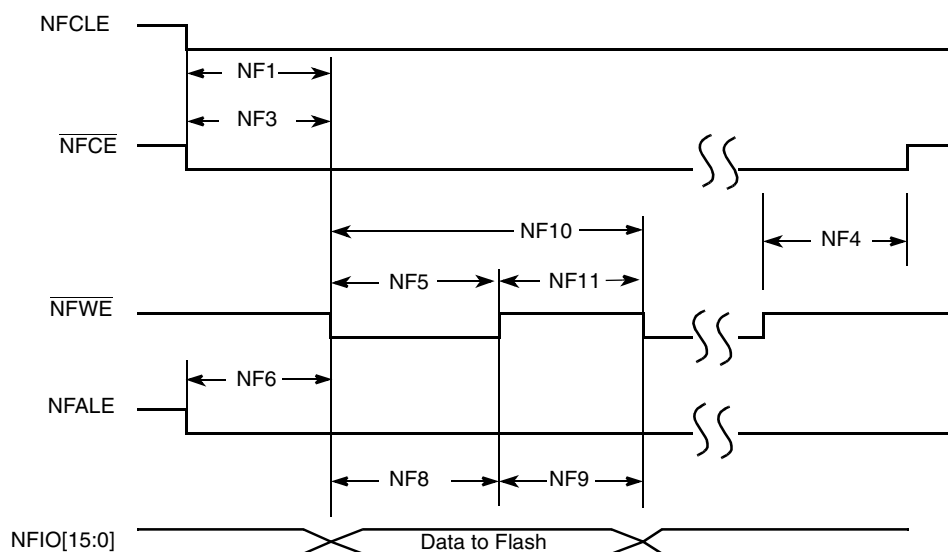 NFCLE
NF1
NF3
NFCE
NF10
NF4
NF5
NF11
NFWE
NF6
NFALE
NF8
NF9
NFIO[15:0]
Data to Flash